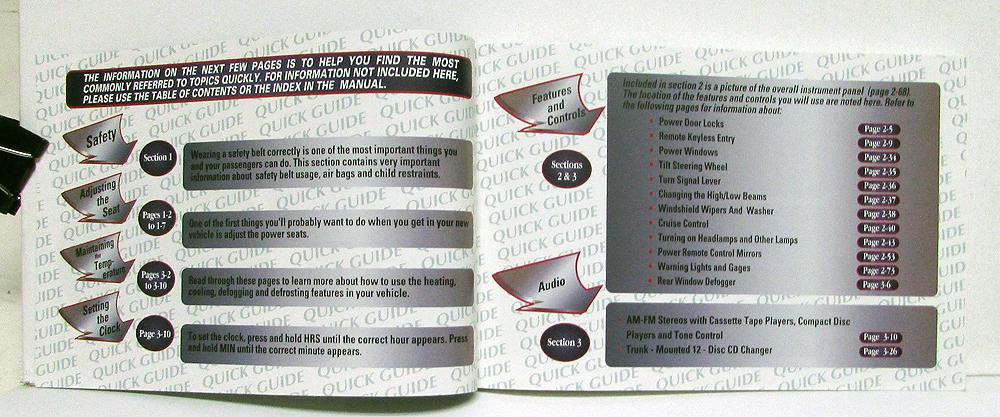 THE INFORMATION ON THE NEXT FEW PAGES IS TO HELP YOU FIND THE MOST
COMMONLY REFERRED TO TOPICS QUICKLY. FOR INFORMATION NOT INCLUDED HERE,
PLEASE USE THE TABLE OF CONTENTS OR THE INDEX IN THE MANUAL.
Safety
Section 1
Wearing a safety belt correctly is one of the most important things you
and your passengers can do. This section contains very important
information about safety belt usage, air bags and child restraints.
Adjusting
the
Seat
Pages 1-2
to 1-7
One of the first things you'll probably want to do when you get in your new
vehicle is adjust the power seats.
Maintaining
the
Temp-
erature
Pages 3-2
to 3-10
Read through these pages to learn more about how to use the heating,
cooling, defogging and defrosting features in your vehicle.
Setting
the
Clock
Page 3-10
To set the clock, press and hold HRS until the correct hour appears. Press
and hold MIN until the correct minute appears.
Features
and
Controls
Sections
2 & 3
Included in section 2 is a picture of the overall instrument panel (page 2-68).
The location of the features and controls you will use are noted here. Refer to
the following pages for information about:
• Power Door Locks Page 2-5
• Remote Keyless Entry Page 2-9
• Power Windows Page 2-34
• Tilt Steering Wheel Page 2-35
• Turn Signal Lever Page 2-36
• Changing the High/Low Beams Page 2-37
• Windshield Wipers And Washer Page 2-38
• Cruise Control Page 2-40
• Turning on Headlamps and Other Lamps Page 2-43
• Power Remote Control Mirrors Page 2-53
• Warning Lights and Gages Page 2-73
• Rear Window Defogger Page 3-6
Audio
Section 3
• AM-FM Stereos with Cassette Tape Players, Compact Disc
Players and Tone Control Page 3-10
• Trunk - Mounted 12 - Disc CD Changer Page 3-26
QUICK GUIDE QUICK GUIDE QUICK GUIDE